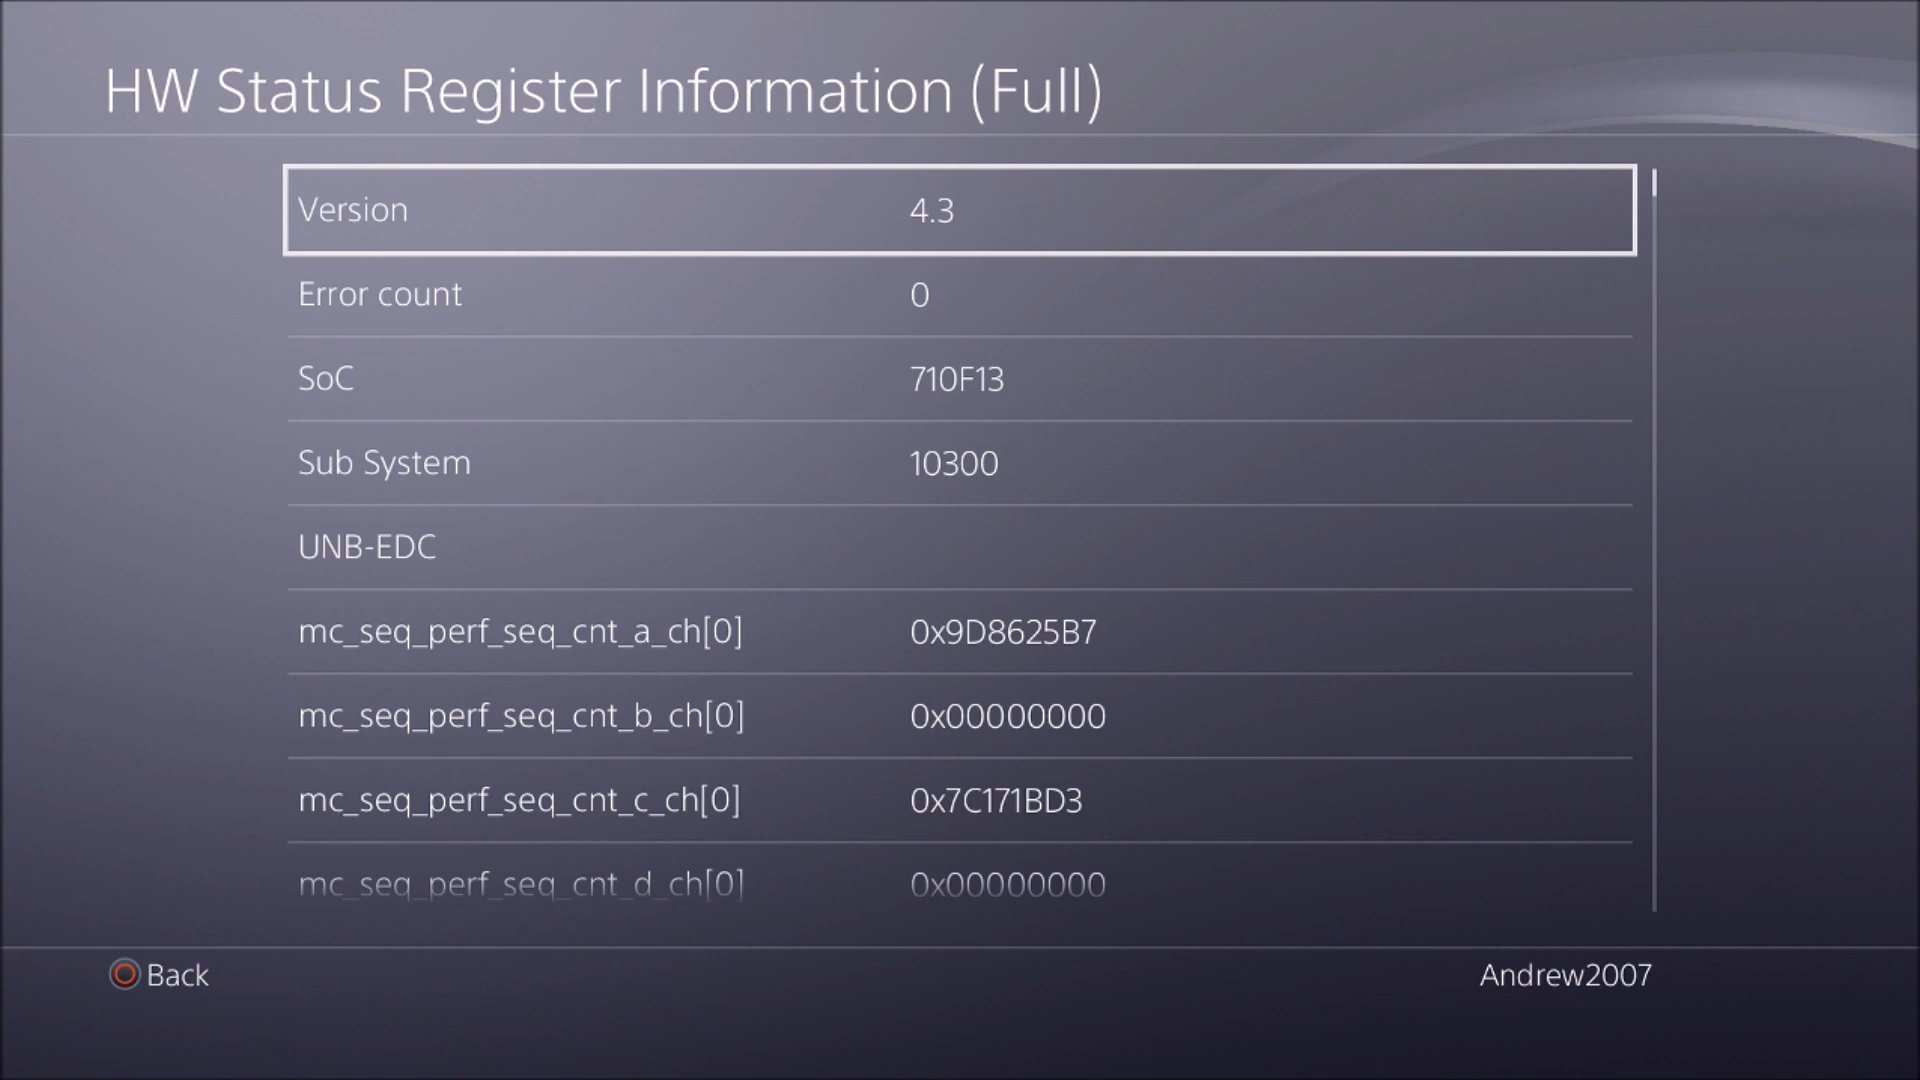 HW Status Register Information (Full)
Version 4.3
Error count 0
SoC 710F13
Sub System 10300
UNB-EDC
mc_seq_perf_seq_cnt_a_ch[0] 0x9D8625B7
mc_seq_perf_seq_cnt_b_ch[0] 0x00000000
mc_seq_perf_seq_cnt_c_ch[0] 0x7C171BD3
mc_seq_perf_seq_cnt_d_ch[0] 0x00000000
Back Andrew2007